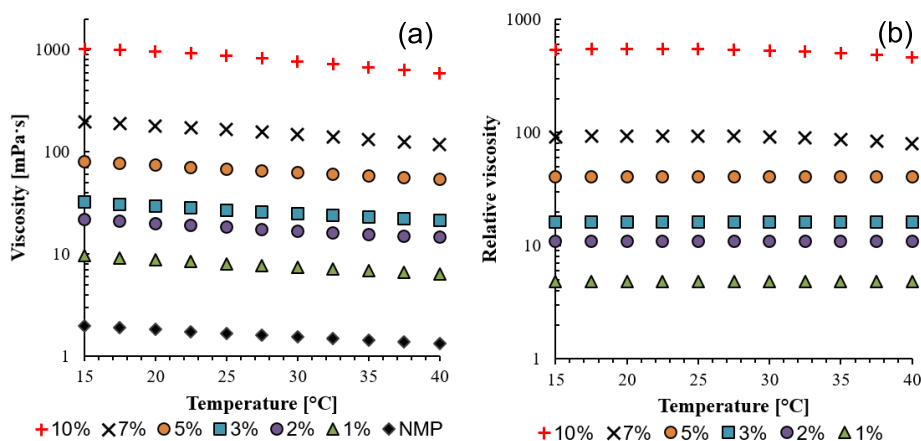 (a)
Viscosity [mPa·s]
1000
100
10
1
15 20 25 30 35 40
Temperature [°C]
10% 7% 5% 3% 2% 1% NMP
(b)
Relative viscosity
1000
100
10
1
15 20 25 30 35 40
Temperature [°C]
10% 7% 5% 3% 2% 1%